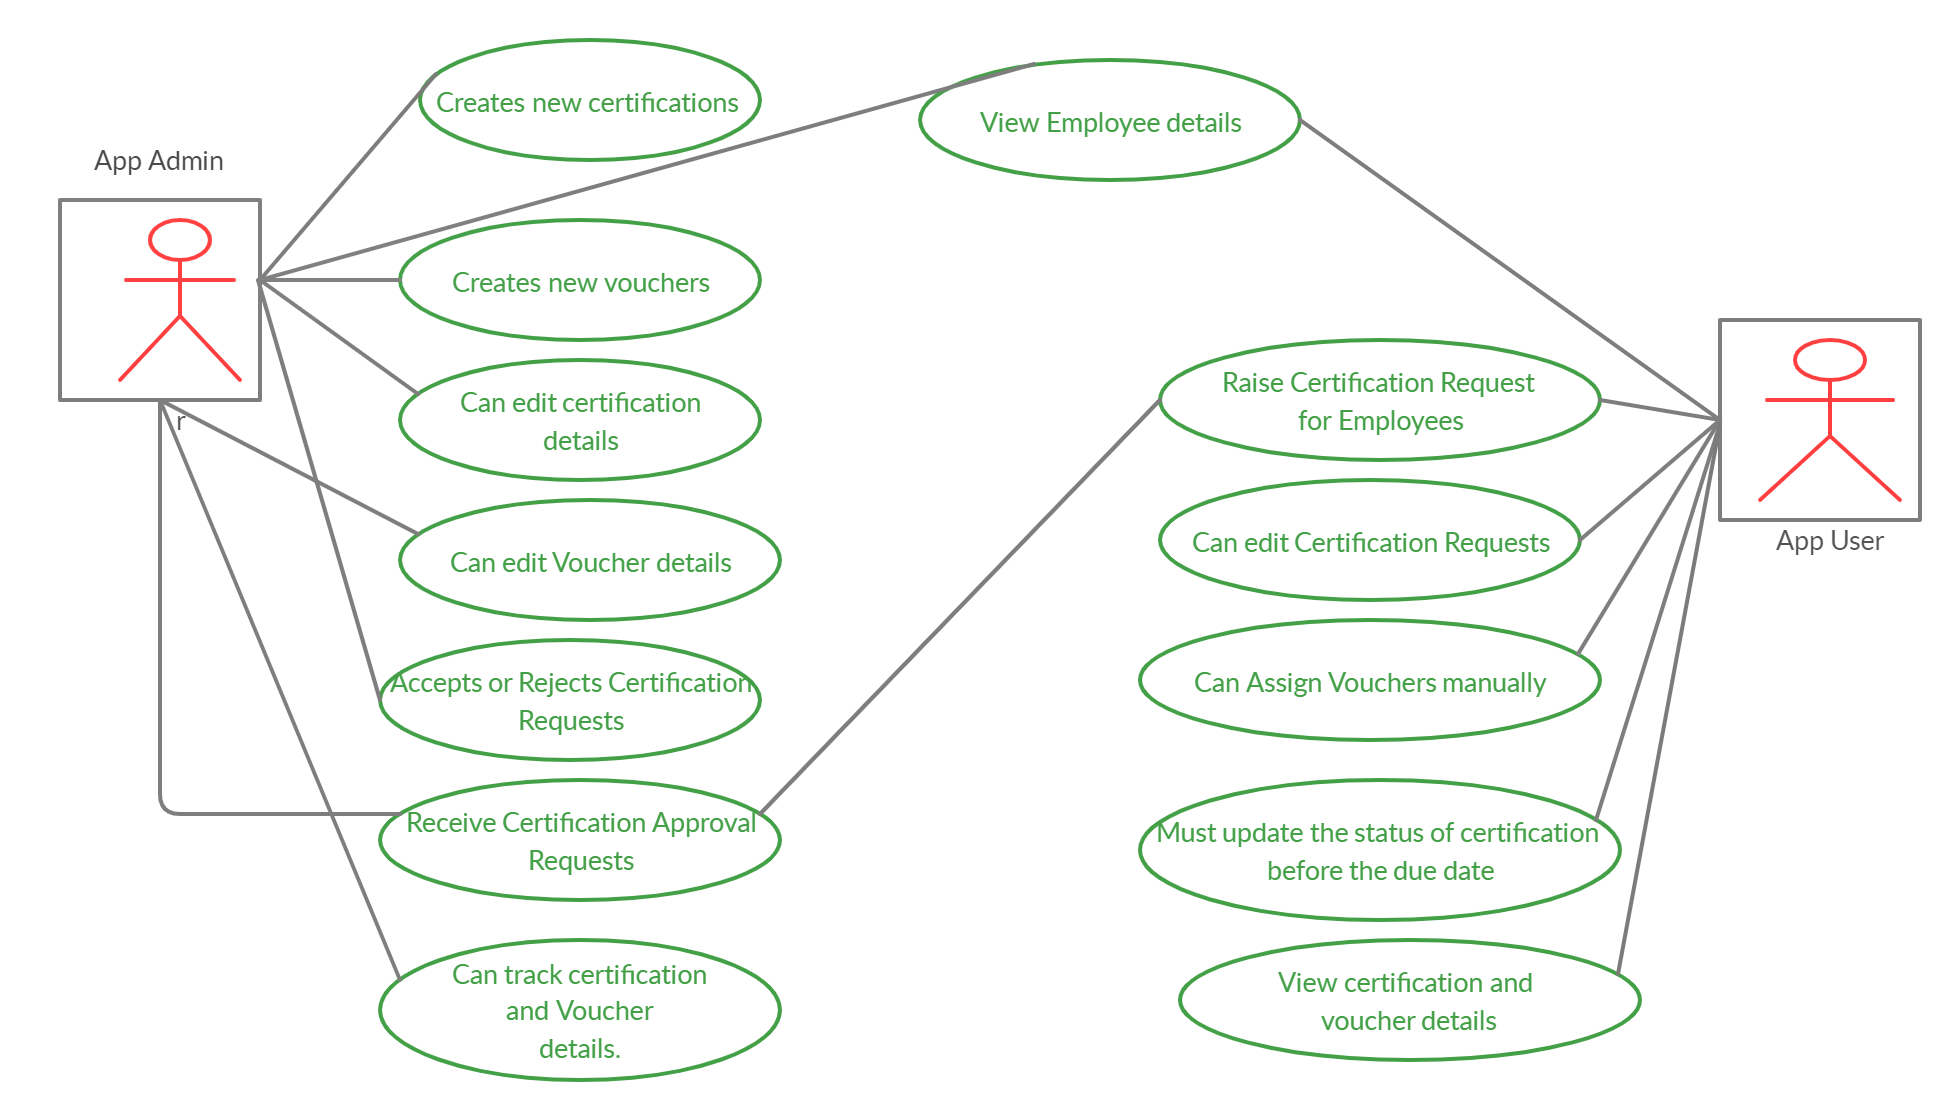 App Admin
r
Creates new certifications
View Employee details
Creates new vouchers
Can edit certification
details
Can edit Voucher details
Accepts or Rejects Certification
Requests
Receive Certification Approval
Requests
Can track certification
and Voucher
details.
Raise Certification Request
for Employees
Can edit Certification Requests
Can Assign Vouchers manually
Must update the status of certification
before the due date
View certification and
voucher details
App User